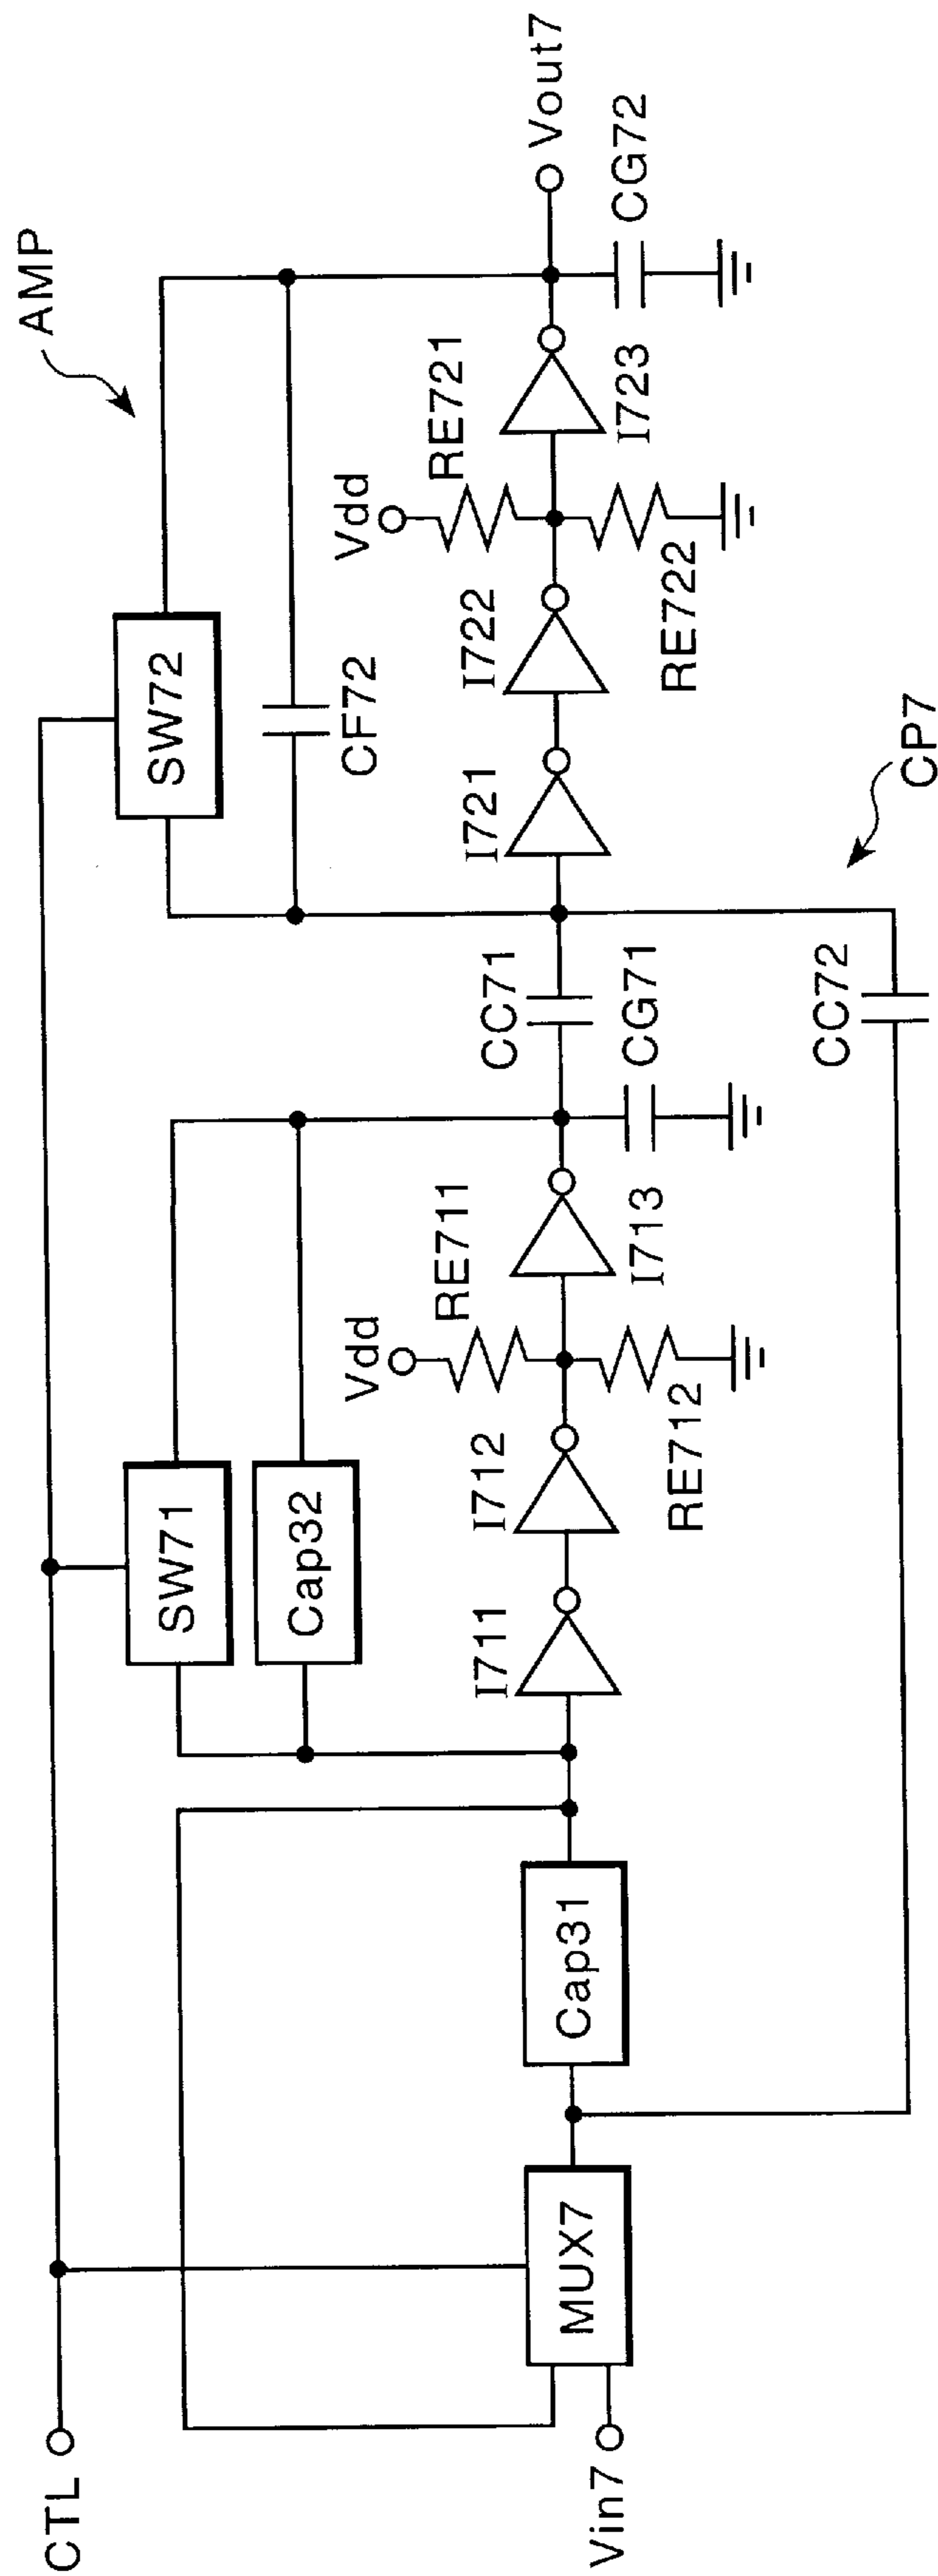 AMP
CTL
SW71
SW72
Cap32
CF72
Vdd
RE711
Vdd
RE721
Vin7
MUX7
Cap31
I711
I712
I713
CC71
I721
I722
I723
Vout7
RE712
CG71
RE722
CG72
CC72
CP7